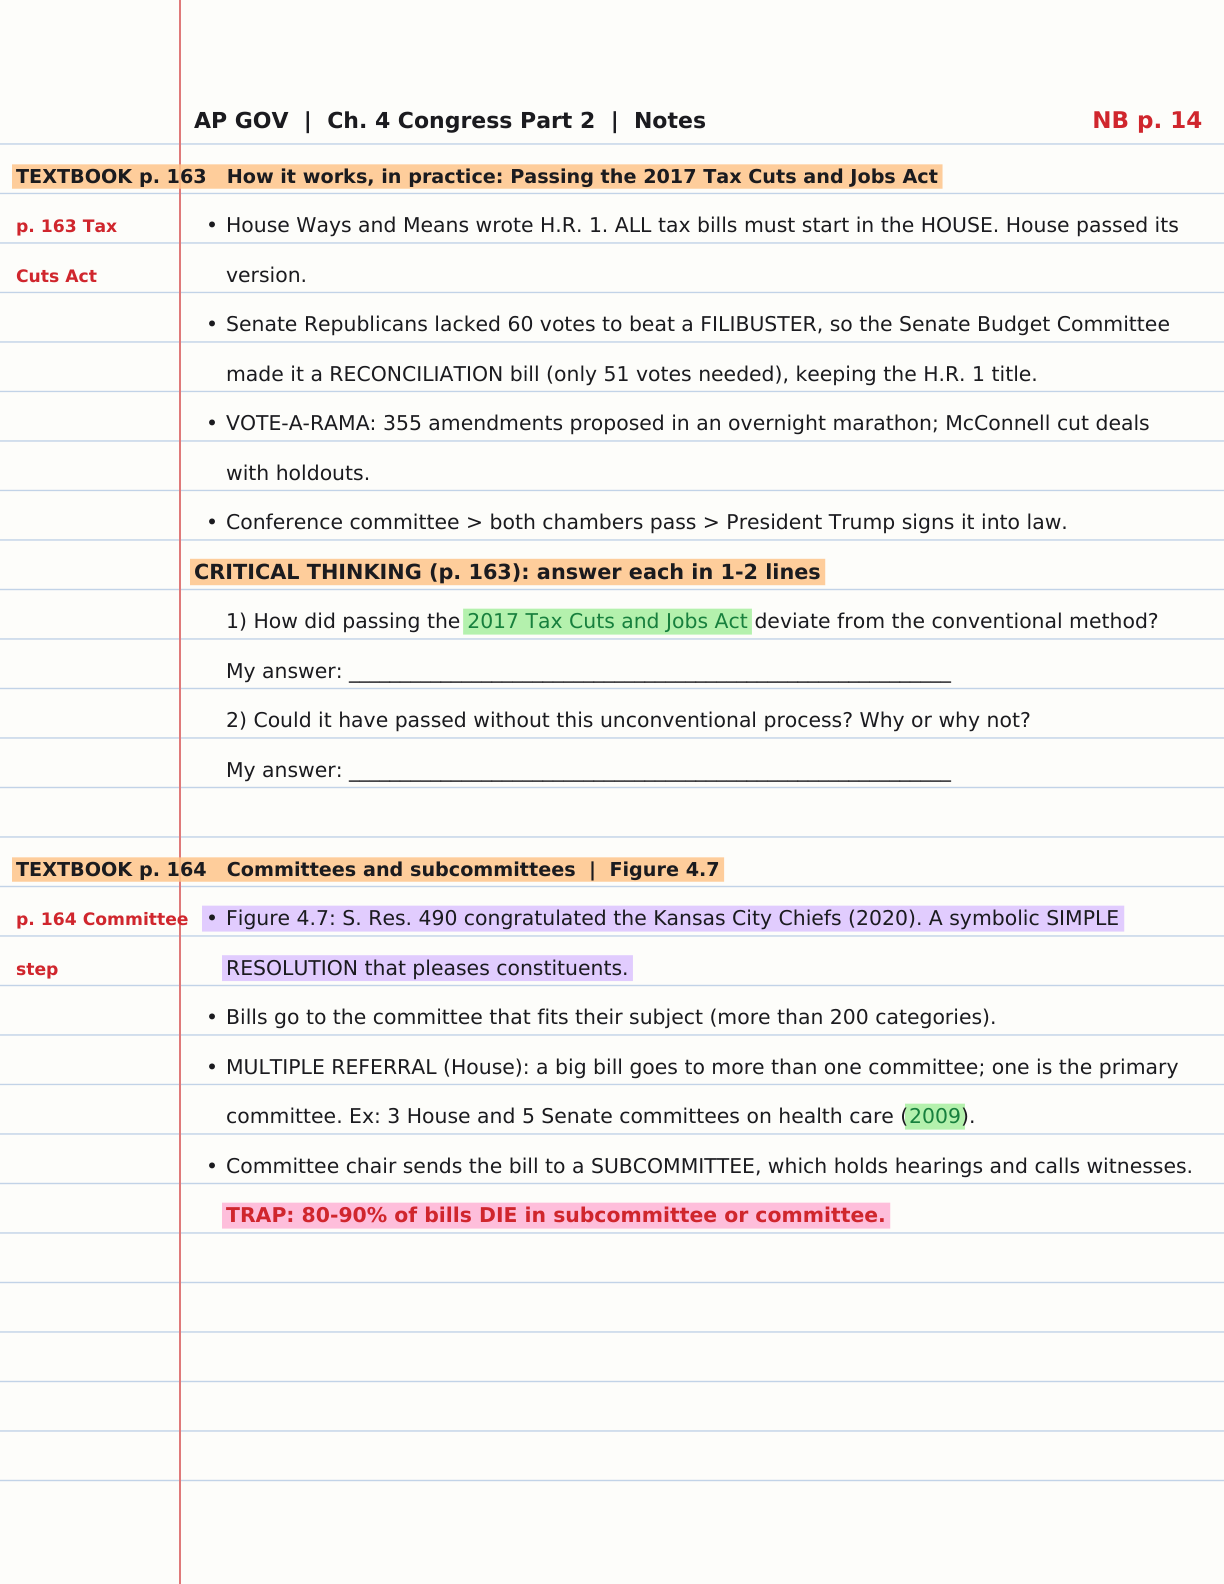 AP GOV | Ch. 4 Congress Part 2 | Notes
NB p. 14
TEXTBOOK p. 163 How it works, in practice: Passing the 2017 Tax Cuts and Jobs Act
p. 163 Tax
• House Ways and Means wrote H.R. 1. ALL tax bills must start in the HOUSE. House passed its
Cuts Act
version.
• Senate Republicans lacked 60 votes to beat a FILIBUSTER, so the Senate Budget Committee
made it a RECONCILIATION bill (only 51 votes needed), keeping the H.R. 1 title.
• VOTE-A-RAMA: 355 amendments proposed in an overnight marathon; McConnell cut deals
with holdouts.
• Conference committee > both chambers pass > President Trump signs it into law.
CRITICAL THINKING (p. 163): answer each in 1-2 lines
1) How did passing the 2017 Tax Cuts and Jobs Act deviate from the conventional method?
My answer: ____________________________________________________________
2) Could it have passed without this unconventional process? Why or why not?
My answer: ____________________________________________________________
TEXTBOOK p. 164 Committees and subcommittees | Figure 4.7
p. 164 Committee
• Figure 4.7: S. Res. 490 congratulated the Kansas City Chiefs (2020). A symbolic SIMPLE
step
RESOLUTION that pleases constituents.
• Bills go to the committee that fits their subject (more than 200 categories).
• MULTIPLE REFERRAL (House): a big bill goes to more than one committee; one is the primary
committee. Ex: 3 House and 5 Senate committees on health care (2009).
• Committee chair sends the bill to a SUBCOMMITTEE, which holds hearings and calls witnesses.
TRAP: 80-90% of bills DIE in subcommittee or committee.